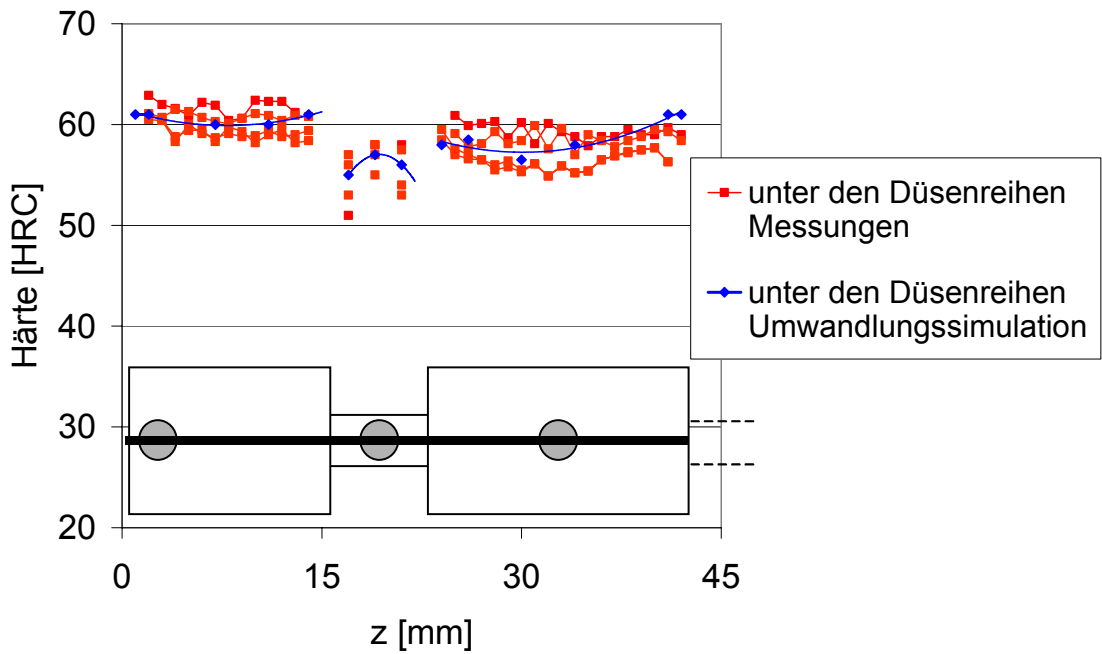 70
60
50
40
30
20
Härte [HRC]
0
15
30
45
z [mm]
unter den Düsenreihen
Messungen
unter den Düsenreihen
Umwandlungssimulation